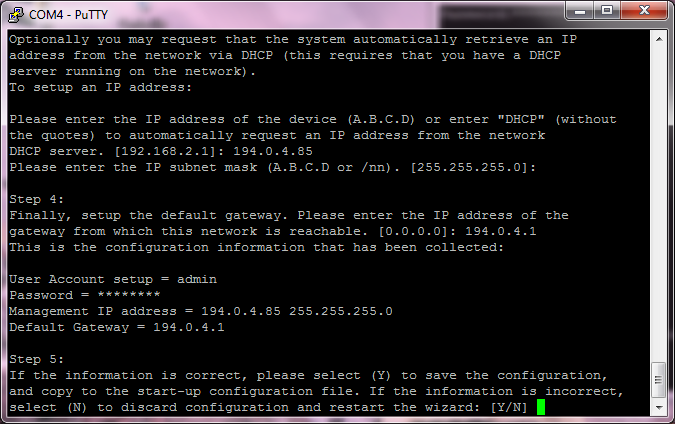 COM4 - PuTTY
Optionally you may request that the system automatically retrieve an IP
address from the network via DHCP (this requires that you have a DHCP
server running on the network).
To setup an IP address:
Please enter the IP address of the device (A.B.C.D) or enter "DHCP" (without
the quotes) to automatically request an IP address from the network
DHCP server. [192.168.2.1]: 194.0.4.85
Please enter the IP subnet mask (A.B.C.D or /nn). [255.255.255.0]:
Step 4:
Finally, setup the default gateway. Please enter the IP address of the
gateway from which this network is reachable. [0.0.0.0]: 194.0.4.1
This is the configuration information that has been collected:
User Account setup = admin
Password = ********
Management IP address = 194.0.4.85 255.255.255.0
Default Gateway = 194.0.4.1
Step 5:
If the information is correct, please select (Y) to save the configuration,
and copy to the start-up configuration file. If the information is incorrect,
select (N) to discard configuration and restart the wizard: [Y/N]